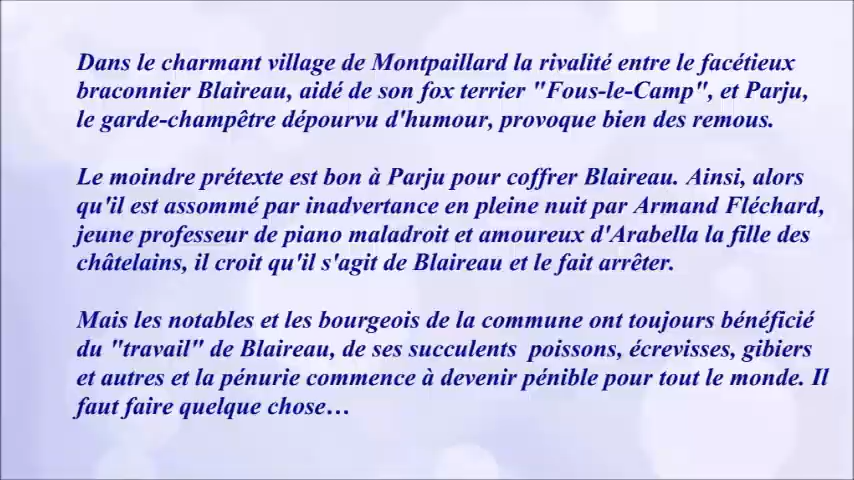 Dans le charmant village de Montpaillard la rivalité entre le facétieux
braconnier Blaireau, aidé de son fox terrier "Fous-le-Camp", et Parju,
le garde-champêtre dépourvu d'humour, provoque bien des remous.
Le moindre prétexte est bon à Parju pour coffrer Blaireau. Ainsi, alors
qu'il est assommé par inadvertance en pleine nuit par Armand Fléchard,
jeune professeur de piano maladroit et amoureux d'Arabella la fille des
châtelains, il croit qu'il s'agit de Blaireau et le fait arrêter.
Mais les notables et les bourgeois de la commune ont toujours bénéficié
du "travail" de Blaireau, de ses succulents poissons, écrevisses, gibiers
et autres et la pénurie commence à devenir pénible pour tout le monde. Il
faut faire quelque chose…